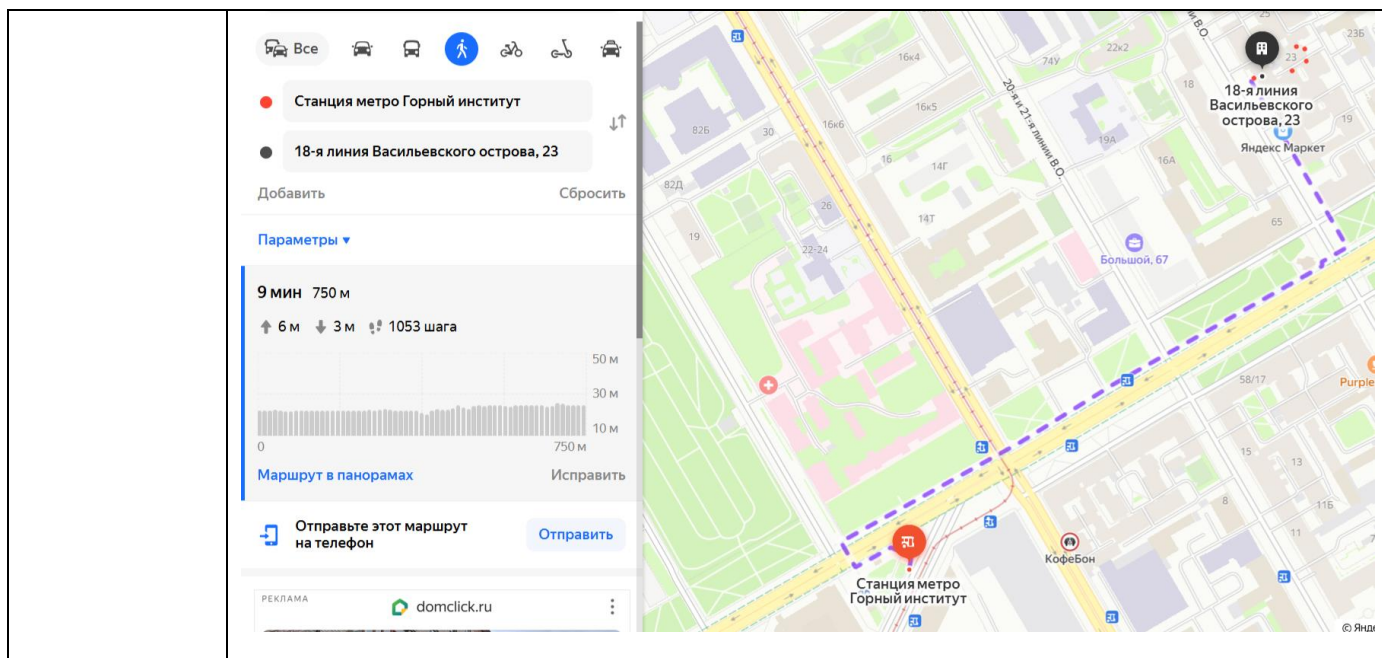 Все
Станция метро Горный институт
18-я линия Васильевского острова, 23
Добавить
Сбросить
Параметры
9 мин 750 м
6 м 3 м 1053 шага
50 м
30 м
10 м
0
750 м
Маршрут в панорамах
Исправить
Отправьте этот маршрут
на телефон
Отправить
РЕКЛАМА
domclick.ru
25
23Б
16к4
22к2
74У
23
18
18-я линия
Васильевского
острова, 23
20-я и 21-я линии В.О.
16к5
16к6
82Б
30
19А
19
Яндекс Маркет
16
14Г
16А
82Д
26
14Т
65
19
22-24
Большой, 67
58/17
Purple
15
13
8
11Б
11
КофеБон
Станция метро
Горный институт
© Янде